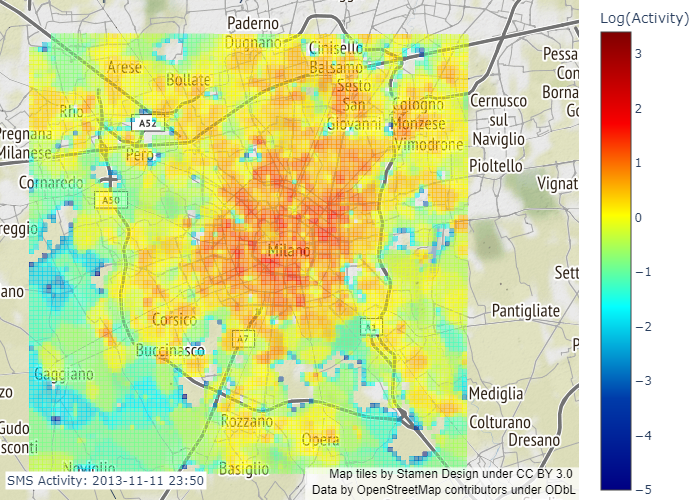 Log(Activity)
Paderno
Dugnano
Cinisello
Balsamo
Arese
Bollate
Sesto
San
Giovanni
Cologno
Monzese
Vimodrone
Pessa
Con
Borna
Go
Cernusco
sul
Naviglio
Rho
A52
Pregnana
Milanese
Pero
Pioltello
Cornaredo
A50
Vignat
reggio
Milano
Sett
ano
Pantigliate
Corsico
A7
A1
Buccinasco
P
Gaggiano
zo
Mediglia
Rozzano
Colturano
Gudo
sconti
Opera
Dresano
Noviglio
Basiglio
SMS Activity: 2013-11-11 23:50
Map tiles by Stamen Design under CC BY 3.0
Data by OpenStreetMap contributors under ODbL
3
2
1
0
−1
−2
−3
−4
−5